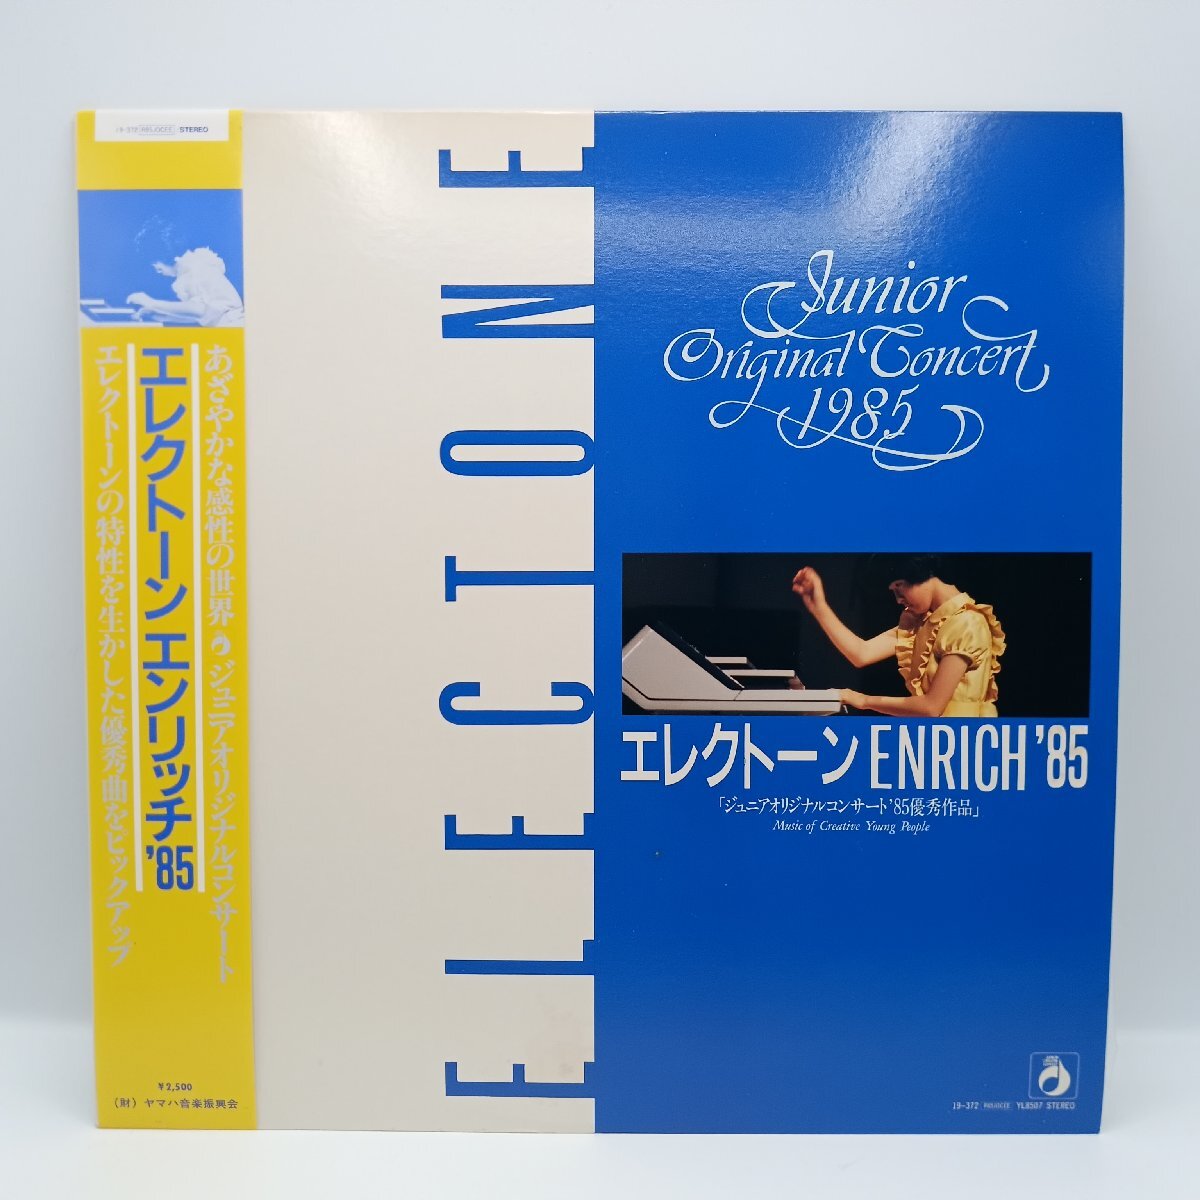 19-372 R85JOCEE STEREO
あざやかな感性の世界 ジュニアオリジナルコンサート
エレクトーン エンリッチ '85
エレクトーンの特性を生かした優秀曲をピックアップ
¥2,500
(財) ヤマハ音楽振興会
ELECTONE
Junior
Original Concert
1985
エレクトーン ENRICH '85
「ジュニアオリジナルコンサート'85優秀作品」
Music of Creative Young People
19-372 R85JOCEE YL8507 STEREO